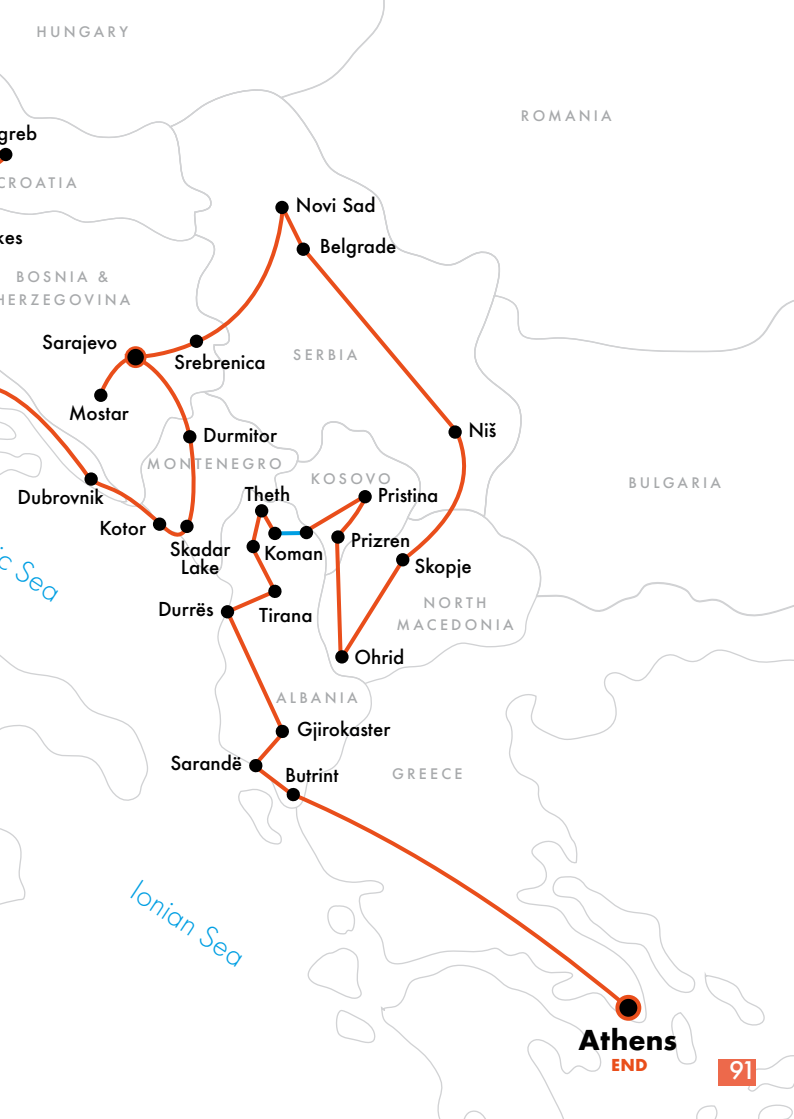 HUNGARY
ROMANIA
greb
CROATIA
Novi Sad
kes
Belgrade
BOSNIA &
HERZEGOVINA
Sarajevo
SERBIA
Srebrenica
Mostar
Niš
Durmitor
MONTENEGRO
KOSOVO
BULGARIA
Dubrovnik
Theth
Pristina
Kotor
Skadar
Lake
Koman
Prizren
Skopje
ic Sea
NORTH
MACEDONIA
Durrës
Tirana
Ohrid
ALBANIA
Gjirokaster
Sarandë
Butrint
GREECE
Ionian Sea
Athens
END
91